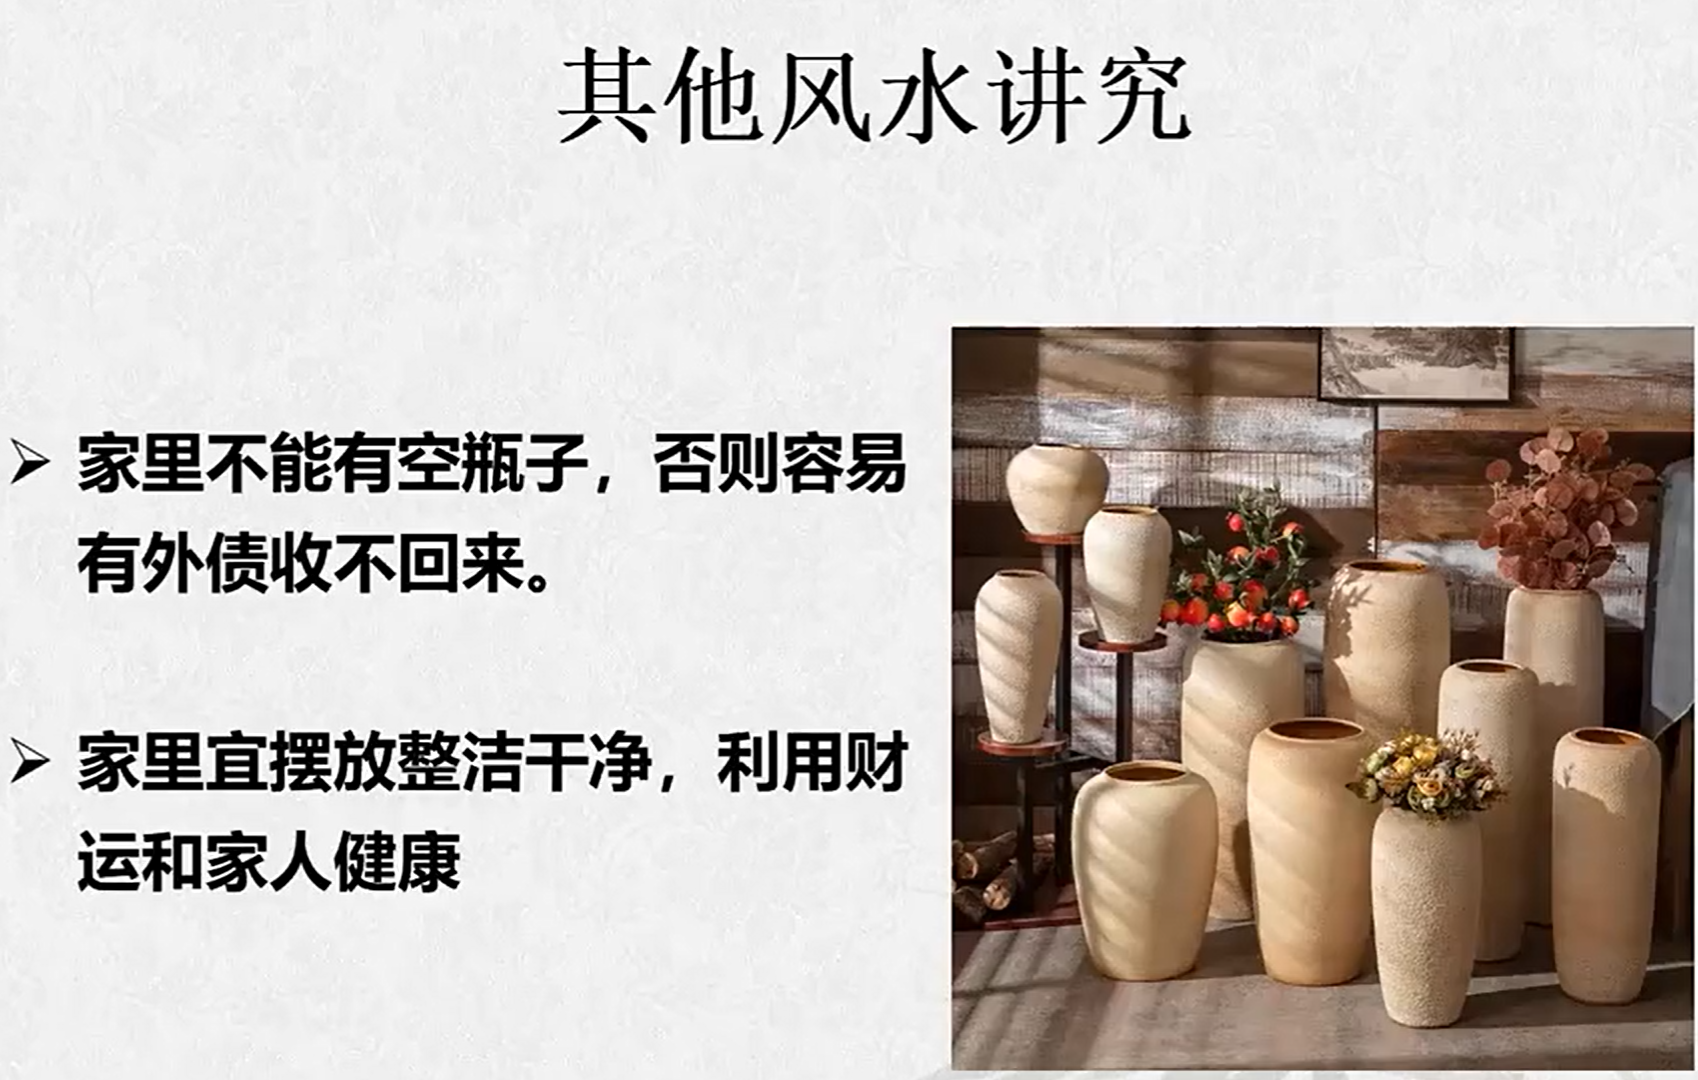 其他风水讲究
家里不能有空瓶子，否则容易
有外债收不回来。
家里宜摆放整洁干净，利用财
运和家人健康